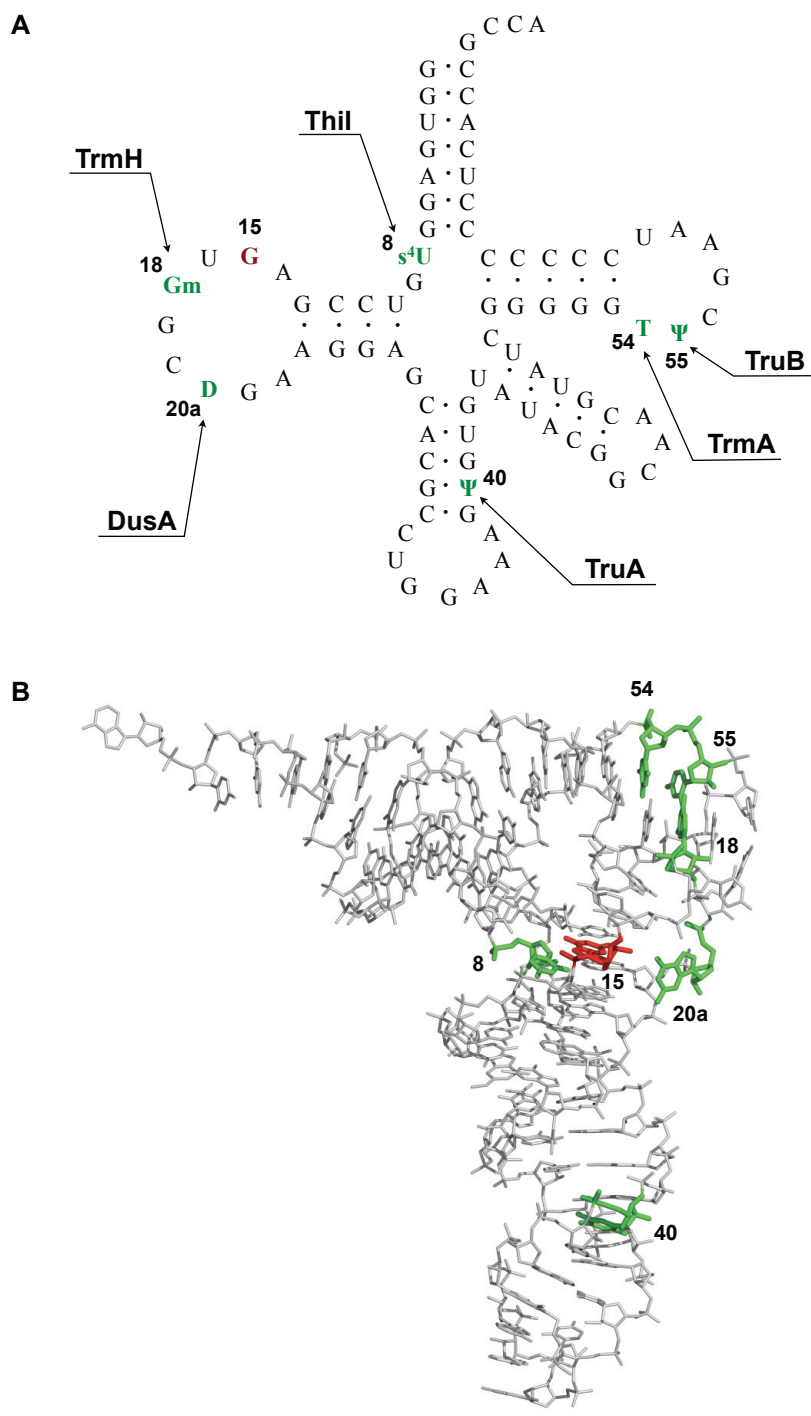 A
C C A
G
G · C
G · C
ThiI
U · A
G · C
TrmH
A · U
G · C
15
G · C
8
U A A
18
U G A
s⁴U
C C C C C
Gm
G
G
G C C U
G G G G G
C
G
T Ψ
54 55
A G G A
C U A U G C A A
TruB
C
G
U A U A C G G C
D G A
20a
C · G
A · U
TrmA
C · G
G · Ψ 40
C · G
DusA
C A
U A
G G A
TruA
B
54
55
18
8
15
20a
40